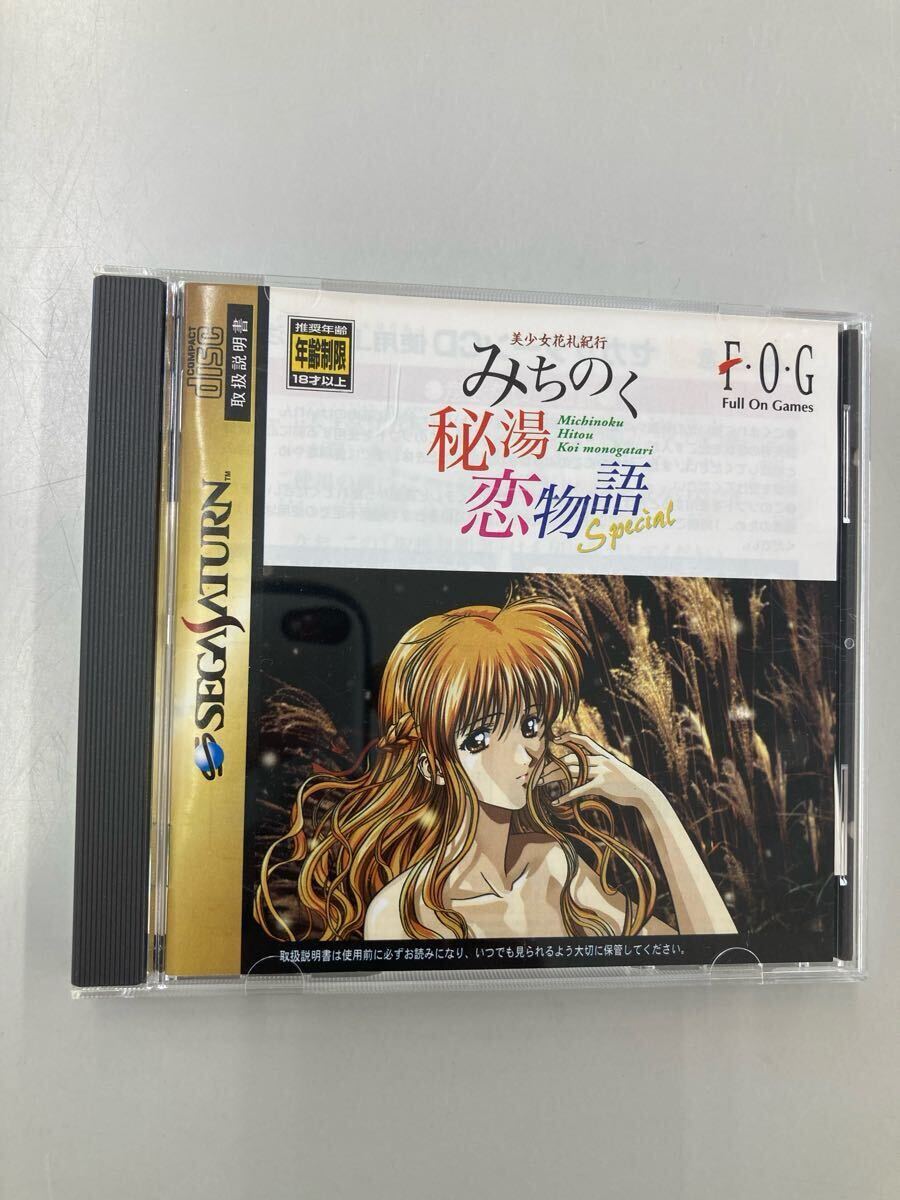 COMPACT
DISC
取扱説明書
SEGA SATURN™
推奨年齢
年齢制限
18才以上
美少女花札紀行
みちのく
秘湯
恋物語
Michinoku
Hitou
Koi monogatari
Special
F・O・G
Full On Games
取扱説明書は使用前に必ずお読みになり、いつでも見られるよう大切に保管してください。